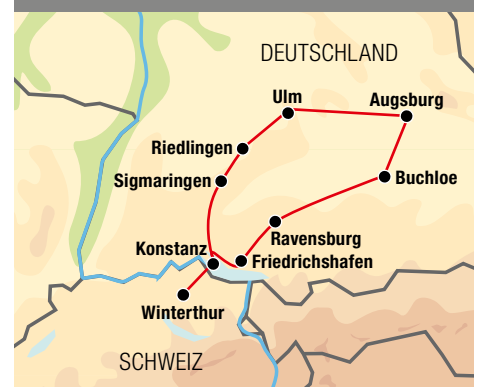 DEUTSCHLAND
Ulm
Augsburg
Riedlingen
Sigmaringen
Buchloe
Ravensburg
Konstanz
Friedrichshafen
Winterthur
SCHWEIZ